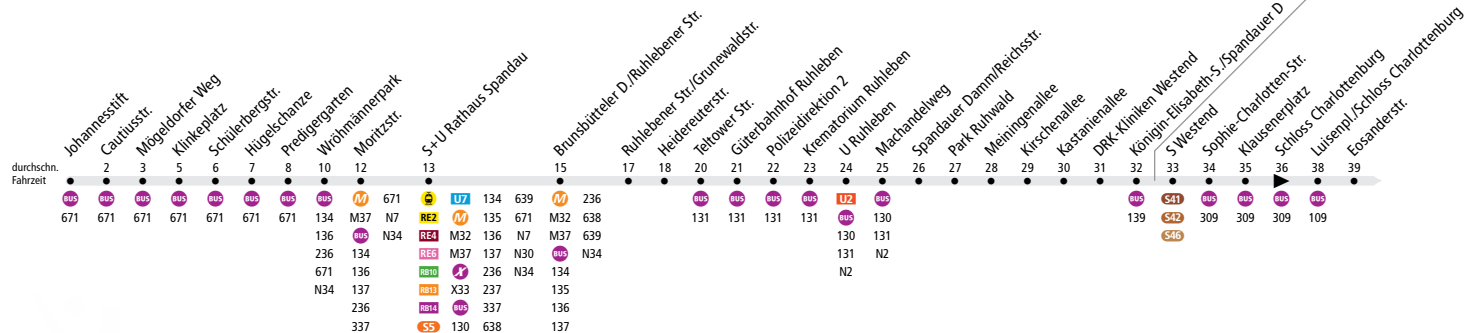 Johannesstift
Cautiusstr.
Mögeldorfer Weg
Klinkeplatz
Schülerbergstr.
Hügelschanze
Predigergarten
Wröhmännerpark
Moritzstr.
S+U Rathaus Spandau
Brunsbütteler D./Ruhlebener Str.
Ruhlebener Str./Grunewaldstr.
Heidereuterstr.
Teltower Str.
Güterbahnhof Ruhleben
Polizeidirektion 2
Krematorium Ruhleben
U Ruhleben
Machandelweg
Spandauer Damm/Reichsstr.
Park Ruhwald
Meiningenallee
Kirschenallee
Kastanienallee
DRK-Kliniken Westend
Königin-Elisabeth-S./Spandauer D
S Westend
Sophie-Charlotten-Str.
Klausenerplatz
Schloss Charlottenburg
Luisenpl./Schloss Charlottenburg
Eosanderstr.
durchschn. 2 3 5 6 7 8 10 12 13 15 17 18 20 21 22 23 24 25 26 27 28 29 30 31 32 33 34 35 36 38 39
Fahrzeit
BUS BUS BUS BUS BUS BUS BUS BUS M 671 U7 134 639 M 236 BUS BUS BUS BUS U2 BUS BUS S41 BUS BUS BUS BUS
671 671 671 671 671 671 671 134 M37 N7 RE2 M 135 671 M32 638 131 131 131 131 BUS 130 139 S42 309 309 309 109
136 BUS N34 RE4 M32 136 N7 M37 639 130 131 S46
236 134 RE6 M37 137 N30 BUS N34 131 N2
671 136 RB10 X 236 N34 134 N2
N34 137 RB13 X33 237 135
236 RB14 BUS 337 136
337 S5 130 638 137